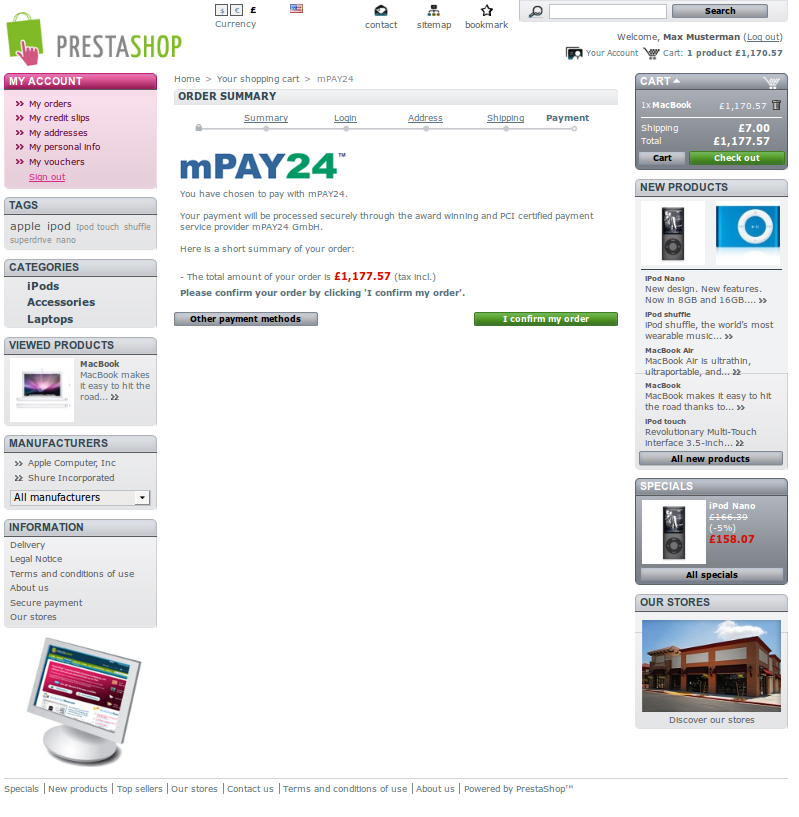 PRESTASHOP
$ € £
Currency
contact
sitemap
bookmark
Search
Welcome, Max Musterman (Log out)
Your Account Cart: 1 product £1,170.57
MY ACCOUNT
My orders
My credit slips
My addresses
My personal info
My vouchers
Sign out
TAGS
apple ipod Ipod touch shuffle
superdrive nano
CATEGORIES
iPods
Accessories
Laptops
VIEWED PRODUCTS
MacBook
MacBook makes
it easy to hit the
road...
MANUFACTURERS
Apple Computer, Inc
Shure Incorporated
All manufacturers
INFORMATION
Delivery
Legal Notice
Terms and conditions of use
About us
Secure payment
Our stores
Home > Your shopping cart > mPAY24
ORDER SUMMARY
Summary
Login
Address
Shipping
Payment
mPAY24™
You have chosen to pay with mPAY24.
Your payment will be processed securely through the award winning and PCI certified payment
service provider mPAY24 GmbH.
Here is a short summary of your order:
- The total amount of your order is £1,177.57 (tax incl.)
Please confirm your order by clicking 'I confirm my order'.
Other payment methods
I confirm my order
CART
1x MacBook £1,170.57
Shipping £7.00
Total £1,177.57
Cart
Check out
NEW PRODUCTS
iPod Nano
New design. New features.
Now in 8GB and 16GB....
iPod shuffle
iPod shuffle, the world's most
wearable music...
MacBook Air
MacBook Air is ultrathin,
ultraportable, and...
MacBook
MacBook makes it easy to hit
the road thanks to...
iPod touch
Revolutionary Multi-Touch
interface 3.5-inch...
All new products
SPECIALS
iPod Nano
£166.39
(-5%)
£158.07
All specials
OUR STORES
Discover our stores
Specials | New products | Top sellers | Our stores | Contact us | Terms and conditions of use | About us | Powered by PrestaShop™